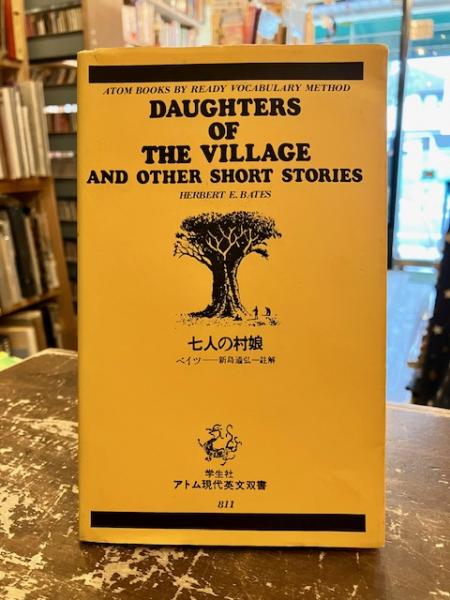 ATOM BOOKS BY READY VOCABULARY METHOD
DAUGHTERS
OF
THE VILLAGE
AND OTHER SHORT STORIES
HERBERT E. BATES
七人の村娘
ベイツ——新島通弘—註解
学生社
アトム現代英文双書
811